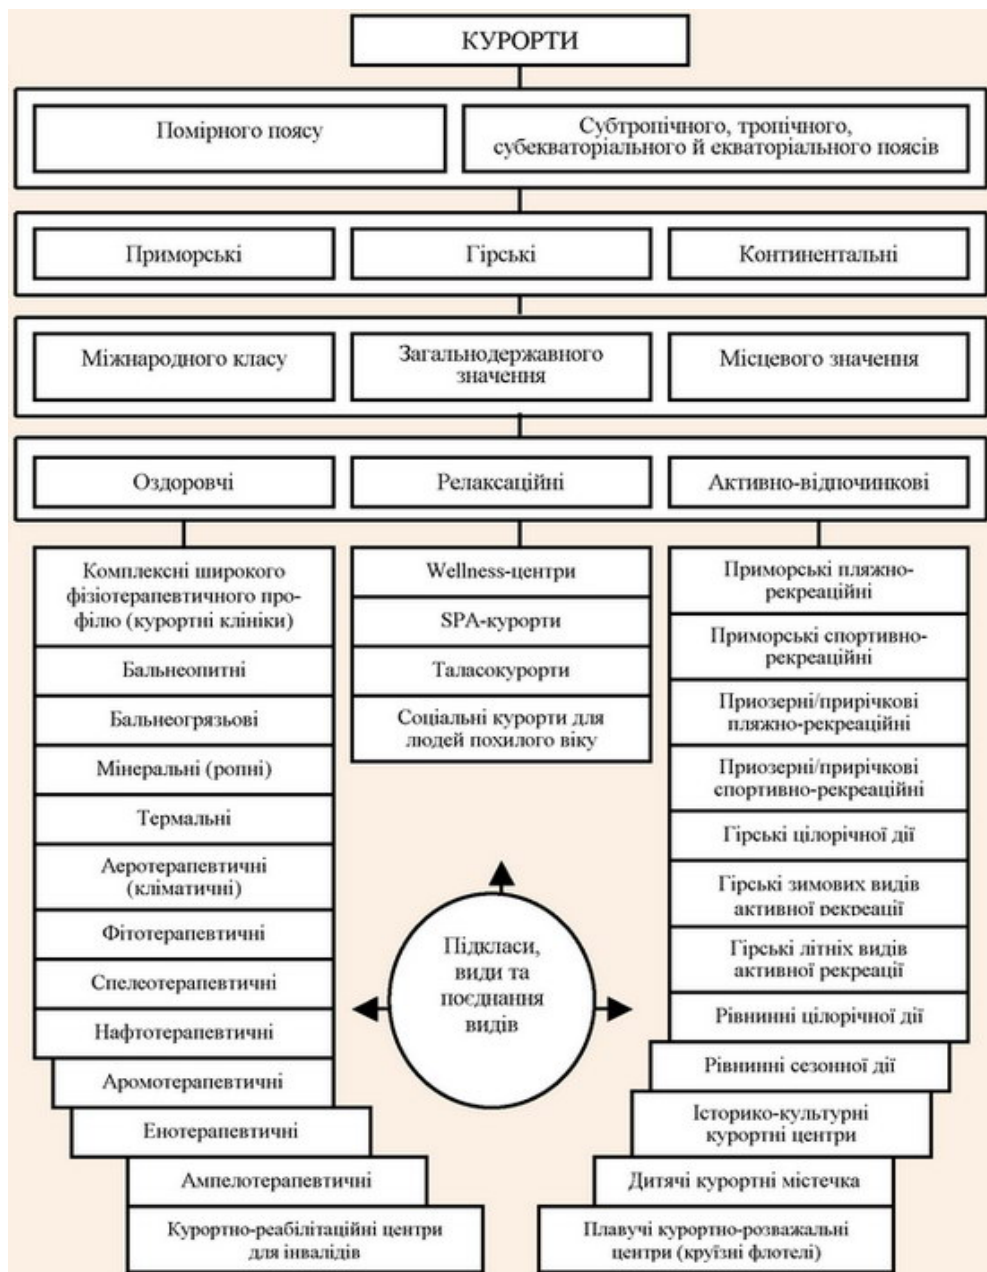 КУРОРТИ
Помірного поясу
Субтропічного, тропічного,
субекваторіального й екваторіального поясів
Приморські
Гірські
Континентальні
Міжнародного класу
Загальнодержавного
значення
Місцевого значення
Оздоровчі
Релаксаційні
Активно-відпочинкові
Комплексні широкого
фізіотерапевтичного про-
філю (курортні клініки)
Бальнеопитні
Бальнеогрязьові
Мінеральні (ропні)
Термальні
Аеротерапевтичні
(кліматичні)
Фітотерапевтичні
Спелеотерапевтичні
Нафтотерапевтичні
Аромотерапевтичні
Енотерапевтичні
Ампелотерапевтичні
Курортно-реабілітаційні центри
для інвалідів
Wellness-центри
SPA-курорти
Таласокурорти
Соціальні курорти для
людей похилого віку
Підкласи,
види та
поєднання
видів
Приморські пляжно-
рекреаційні
Приморські спортивно-
рекреаційні
Приозерні/прирічкові
пляжно-рекреаційні
Приозерні/прирічкові
спортивно-рекреаційні
Гірські цілорічної дії
Гірські зимових видів
активної рекреації
Гірські літніх видів
активної рекреації
Рівнинні цілорічної дії
Рівнинні сезонної дії
Історико-культурні
курортні центри
Дитячі курортні містечка
Плавучі курортно-розважальні
центри (круїзні флотелі)